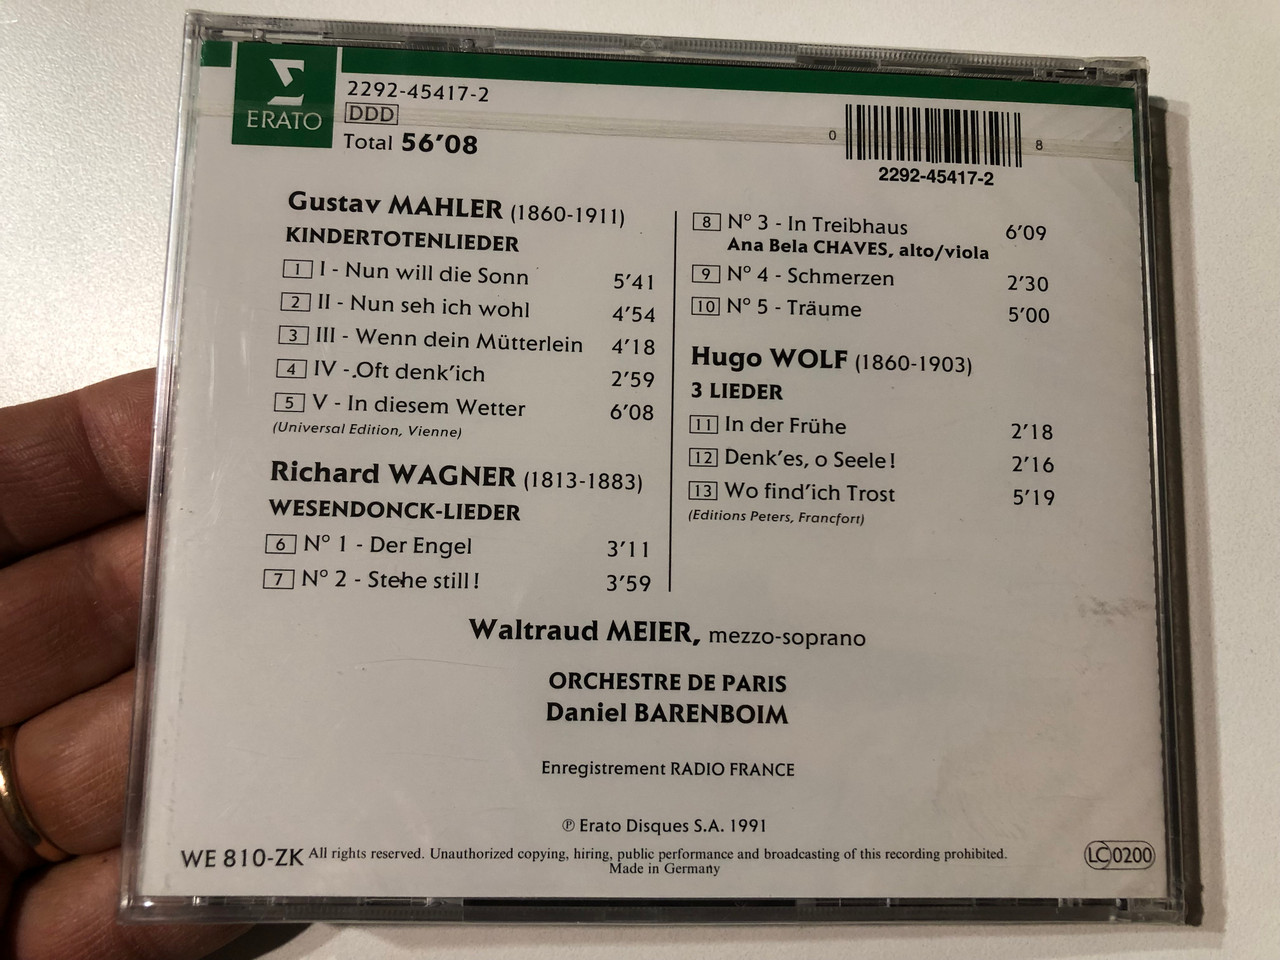 ERATO
2292-45417-2
DDD
Total 56’08
0 8
2292-45417-2
Gustav MAHLER (1860-1911)
KINDERTOTENLIEDER
1 I - Nun will die Sonn 5’41
2 II - Nun seh ich wohl 4’54
3 III - Wenn dein Mütterlein 4’18
4 IV - Oft denk’ich 2’59
5 V - In diesem Wetter 6’08
(Universal Edition, Vienne)
Richard WAGNER (1813-1883)
WESENDONCK-LIEDER
6 Nº 1 - Der Engel 3’11
7 Nº 2 - Stehe still! 3’59
8 Nº 3 - In Treibhaus 6’09
Ana Bela CHAVES, alto/viola
9 Nº 4 - Schmerzen 2’30
10 Nº 5 - Träume 5’00
Hugo WOLF (1860-1903)
3 LIEDER
11 In der Frühe 2’18
12 Denk’es, o Seele! 2’16
13 Wo find’ich Trost 5’19
(Editions Peters, Francfort)
Waltraud MEIER, mezzo-soprano
ORCHESTRE DE PARIS
Daniel BARENBOIM
Enregistrement RADIO FRANCE
℗ Erato Disques S.A. 1991
WE 810-ZK All rights reserved. Unauthorized copying, hiring, public performance and broadcasting of this recording prohibited.
Made in Germany
LC 0200